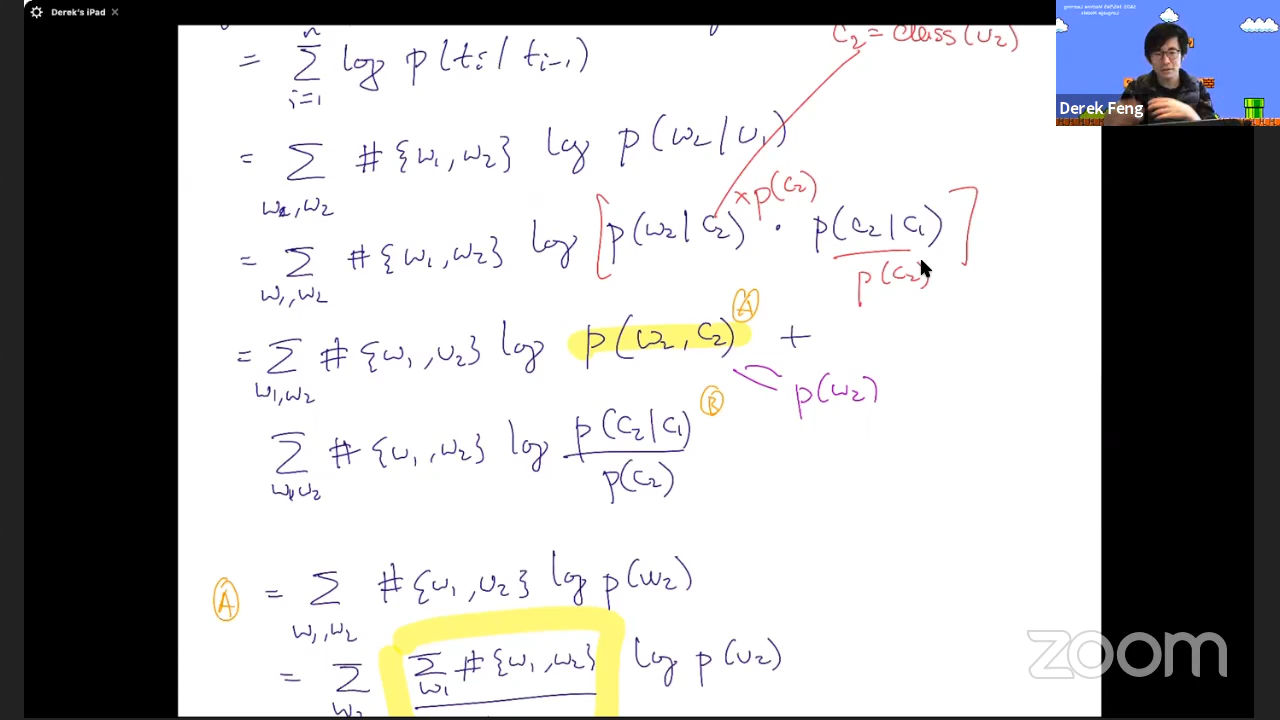 Derek's iPad
C₂ = class(w₂)
= Σ_{i=1}^{n} log p(t_i | t_{i-1})
= Σ_{w₁,w₂} #{w₁,w₂} log p(w₂|w₁)
= Σ_{w₁,w₂} #{w₁,w₂} log [p(w₂|c₂) × p(c₂) · p(c₂|c₁) / p(c₂)]
= Σ_{w₁,w₂} #{w₁,w₂} log p(w₂,c₂) Ⓐ +
p(w₂)
Σ_{w₁,w₂} #{w₁,w₂} log p(c₂|c₁) / p(c₂) Ⓑ
Ⓐ = Σ_{w₁,w₂} #{w₁,w₂} log p(w₂)
= Σ_{w₂} Σ_{w₁} #{w₁,w₂} log p(w₂)
Derek Feng
zoom